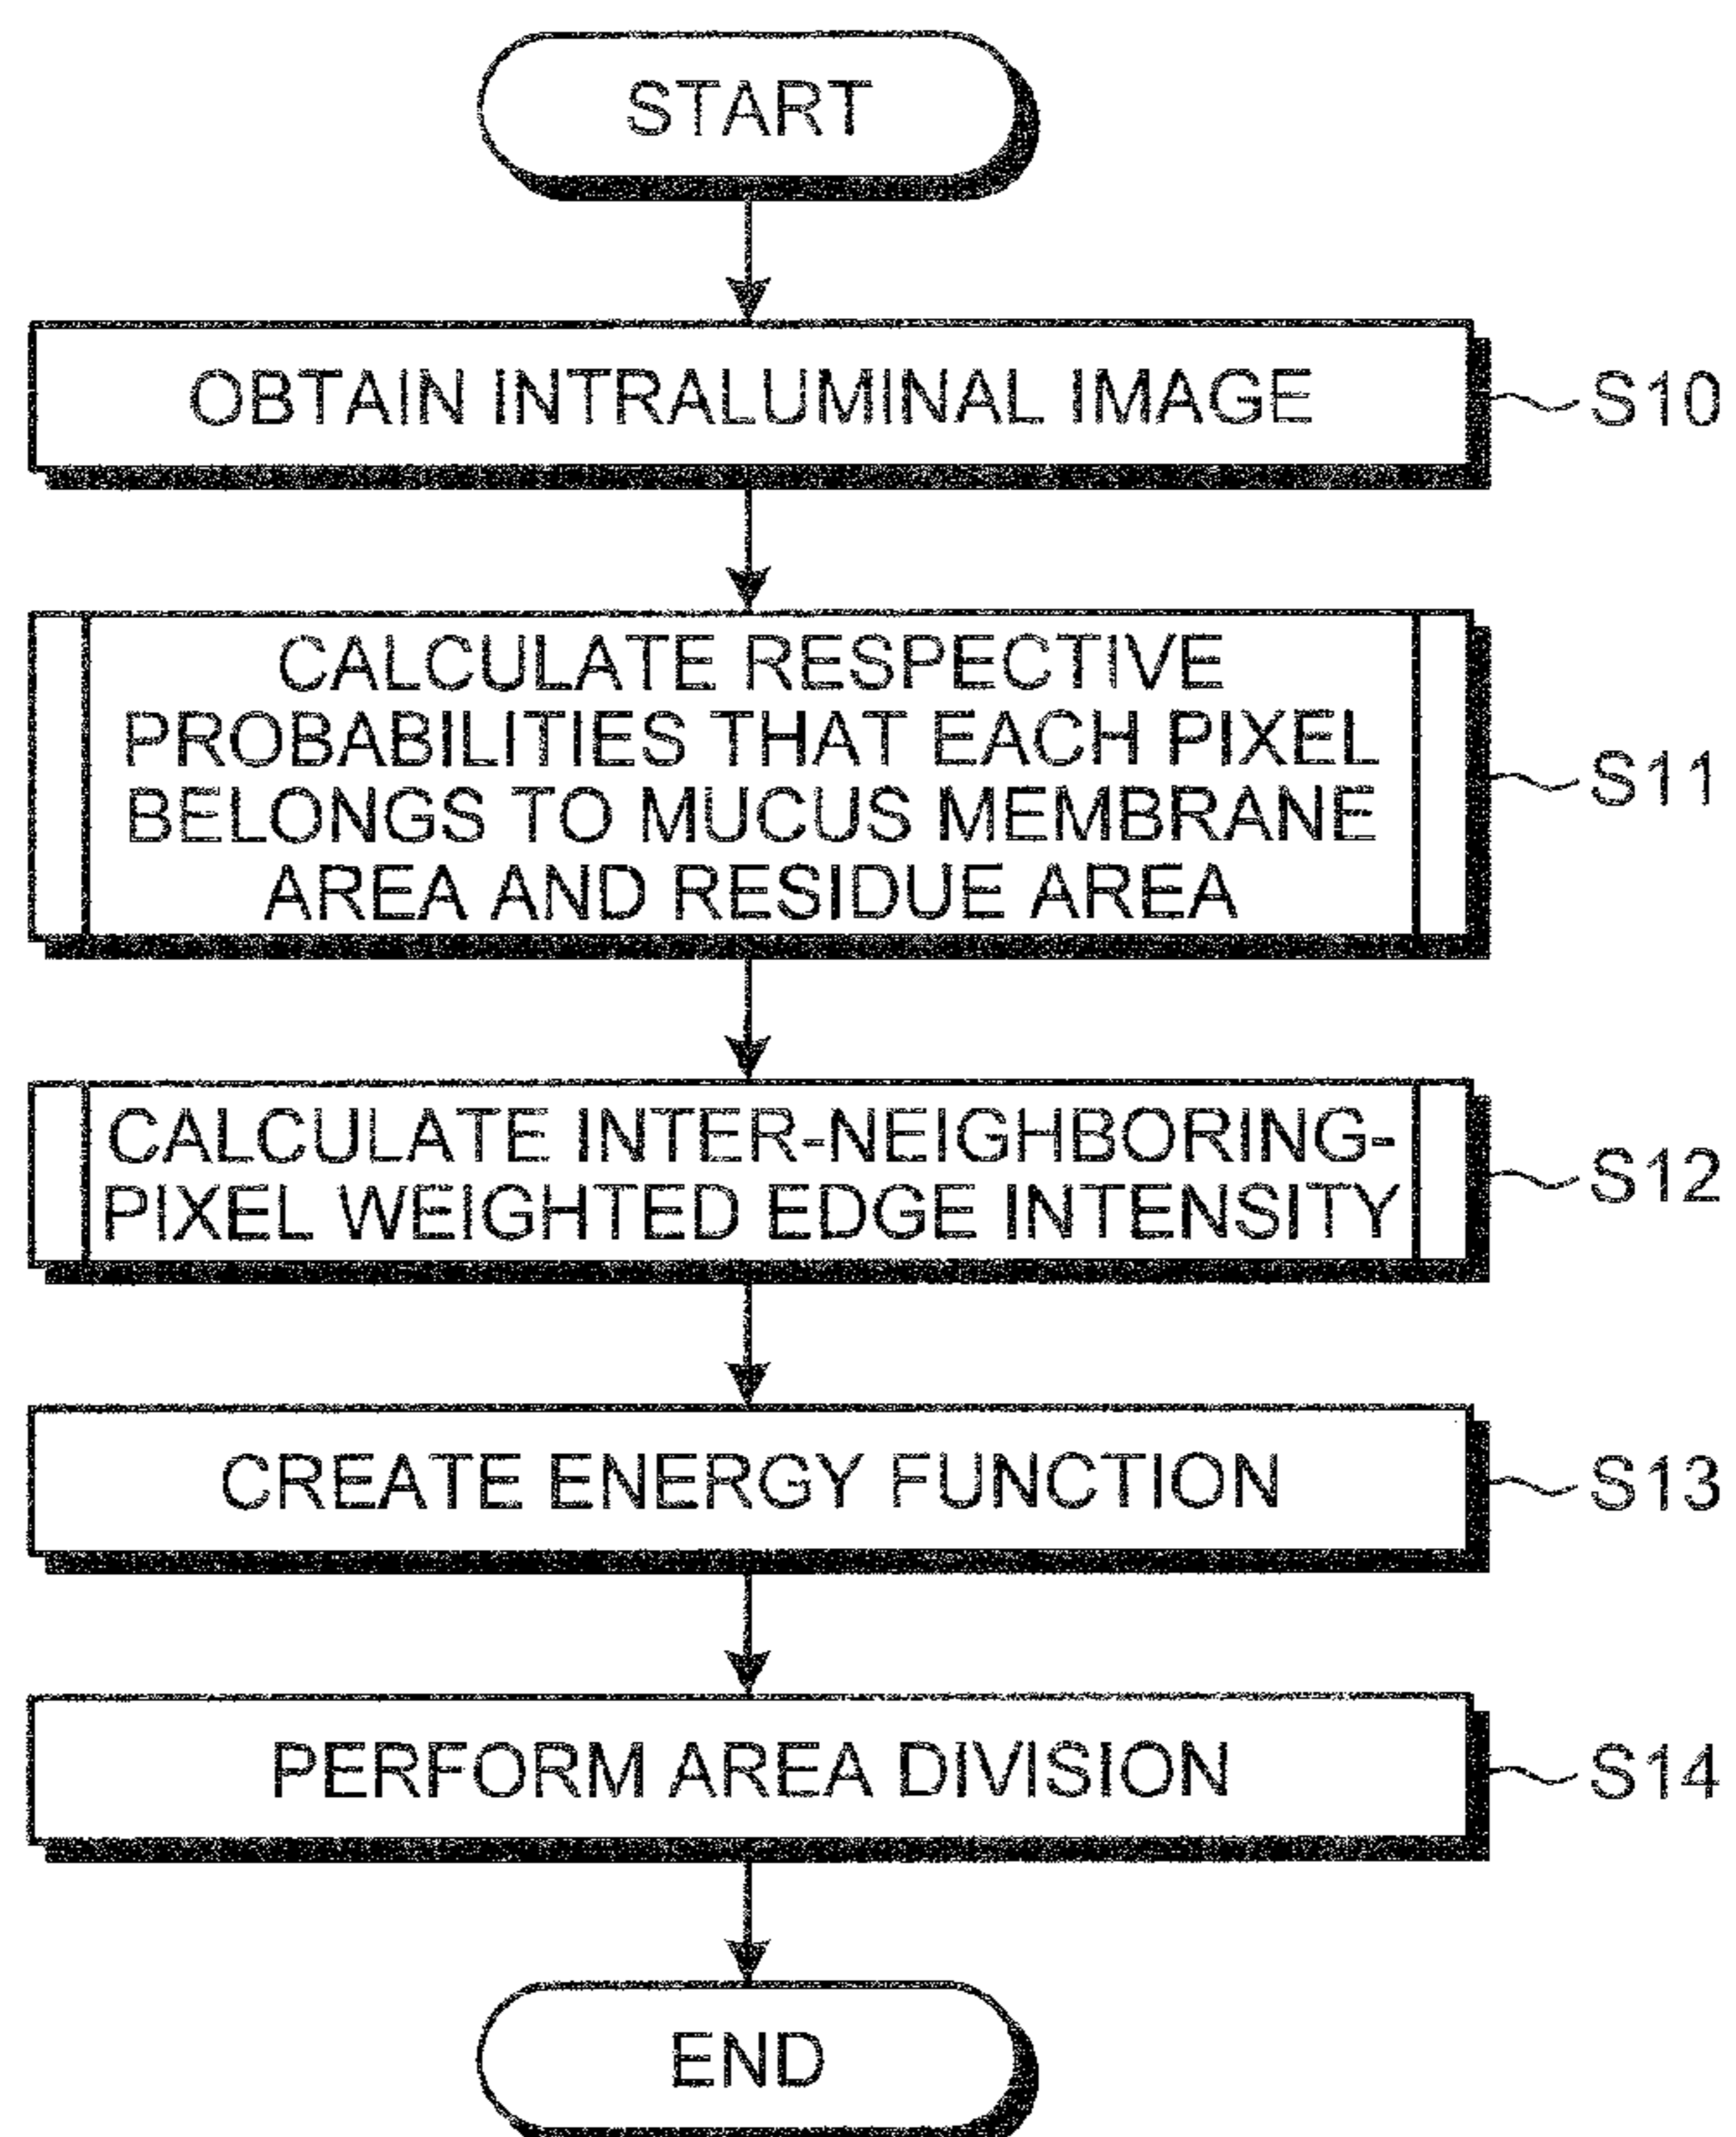 START
OBTAIN INTRALUMINAL IMAGE
S10
CALCULATE RESPECTIVE
PROBABILITIES THAT EACH PIXEL
BELONGS TO MUCUS MEMBRANE
AREA AND RESIDUE AREA
S11
CALCULATE INTER-NEIGHBORING-
PIXEL WEIGHTED EDGE INTENSITY
S12
CREATE ENERGY FUNCTION
S13
PERFORM AREA DIVISION
S14
END